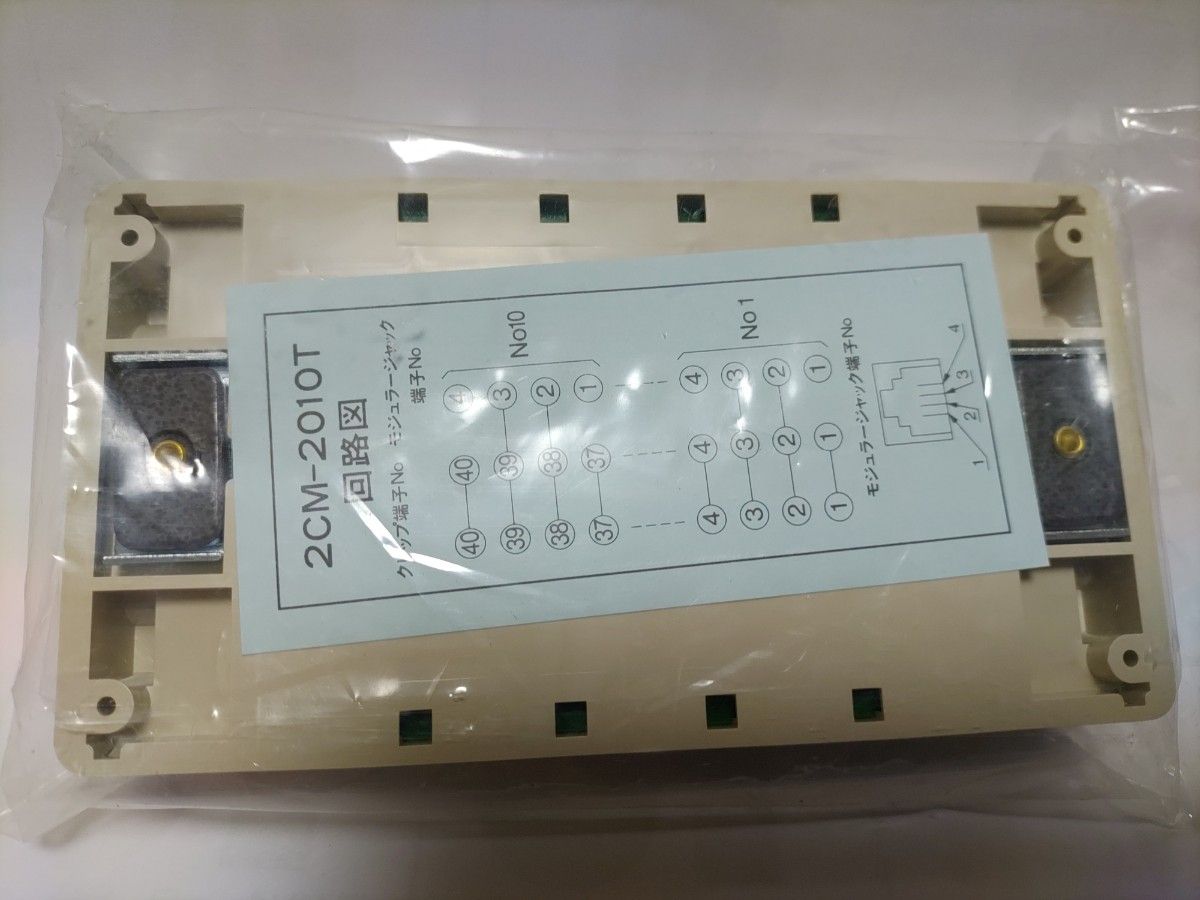 2CM-2010T
回路図
クリップ端子No モジュラージャック
端子No
㊵ ㊵ ④
㊴ ㊴ ③
No10
㊳ ㊳ ②
㊲ ㊲ ①
④ ④ ④
③ ③ ③
No1
② ② ②
① ① ①
モジュラージャック端子No
1 2 3 4